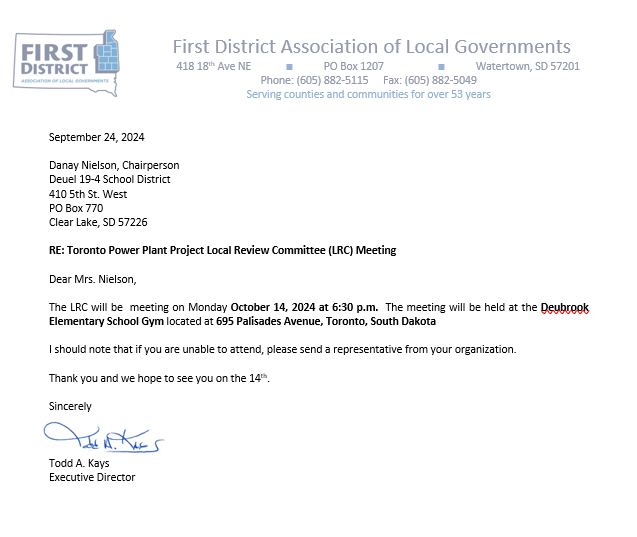 FIRST
DISTRICT
ASSOCIATION OF LOCAL GOVERNMENTS
First District Association of Local Governments
418 18th Ave NE ■ PO Box 1207 ■ Watertown, SD 57201
Phone: (605) 882-5115 Fax: (605) 882-5049
Serving counties and communities for over 53 years
September 24, 2024
Danay Nielson, Chairperson
Deuel 19-4 School District
410 5th St. West
PO Box 770
Clear Lake, SD 57226
RE: Toronto Power Plant Project Local Review Committee (LRC) Meeting
Dear Mrs. Nielson,
The LRC will be meeting on Monday October 14, 2024 at 6:30 p.m. The meeting will be held at the Deubrook
Elementary School Gym located at 695 Palisades Avenue, Toronto, South Dakota
I should note that if you are unable to attend, please send a representative from your organization.
Thank you and we hope to see you on the 14th.
Sincerely
Todd A. Kays
Todd A. Kays
Executive Director